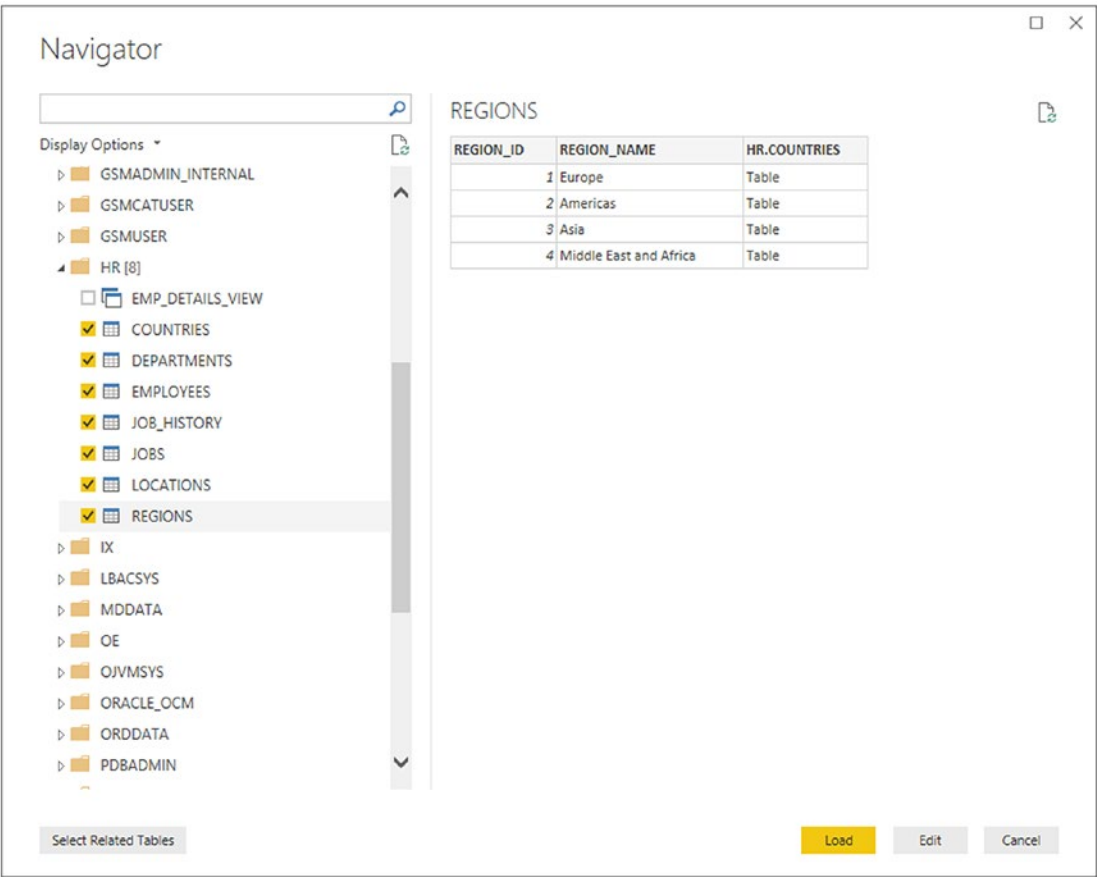 Navigator
Display Options
GSMADMIN_INTERNAL
GSMCATUSER
GSMUSER
HR [8]
EMP_DETAILS_VIEW
COUNTRIES
DEPARTMENTS
EMPLOYEES
JOB_HISTORY
JOBS
LOCATIONS
REGIONS
IX
LBACSYS
MDDATA
OE
OJVMSYS
ORACLE_OCM
ORDDATA
PDBADMIN
REGIONS
REGION_ID REGION_NAME HR.COUNTRIES
1 Europe Table
2 Americas Table
3 Asia Table
4 Middle East and Africa Table
Select Related Tables
Load Edit Cancel